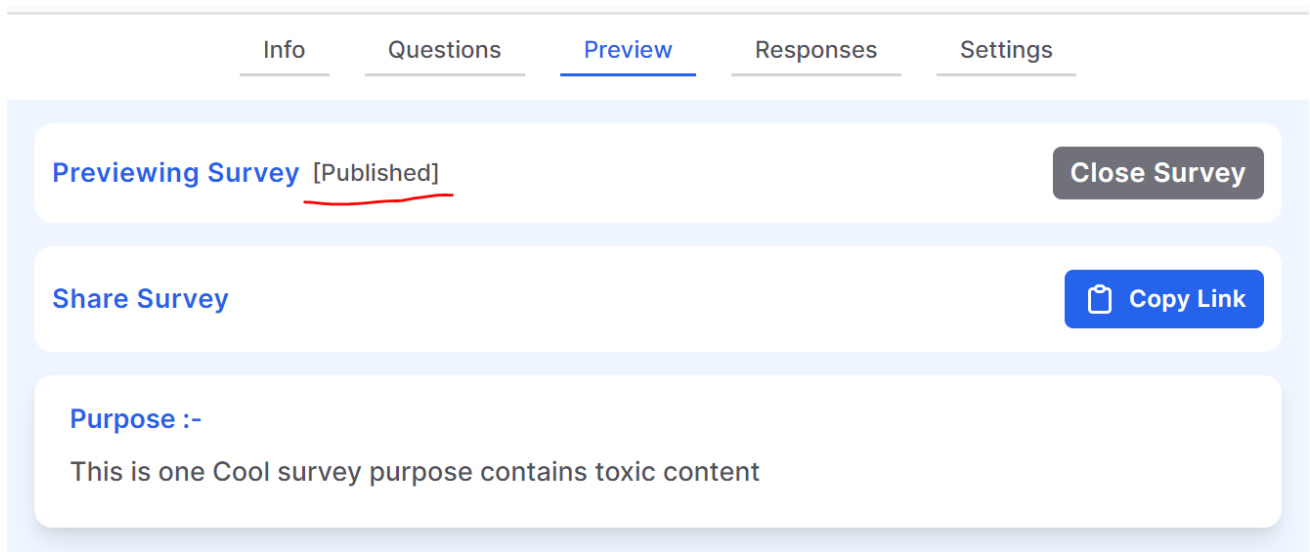 Info Questions Preview Responses Settings
Previewing Survey [Published] Close Survey
Share Survey Copy Link
Purpose :-
This is one Cool survey purpose contains toxic content